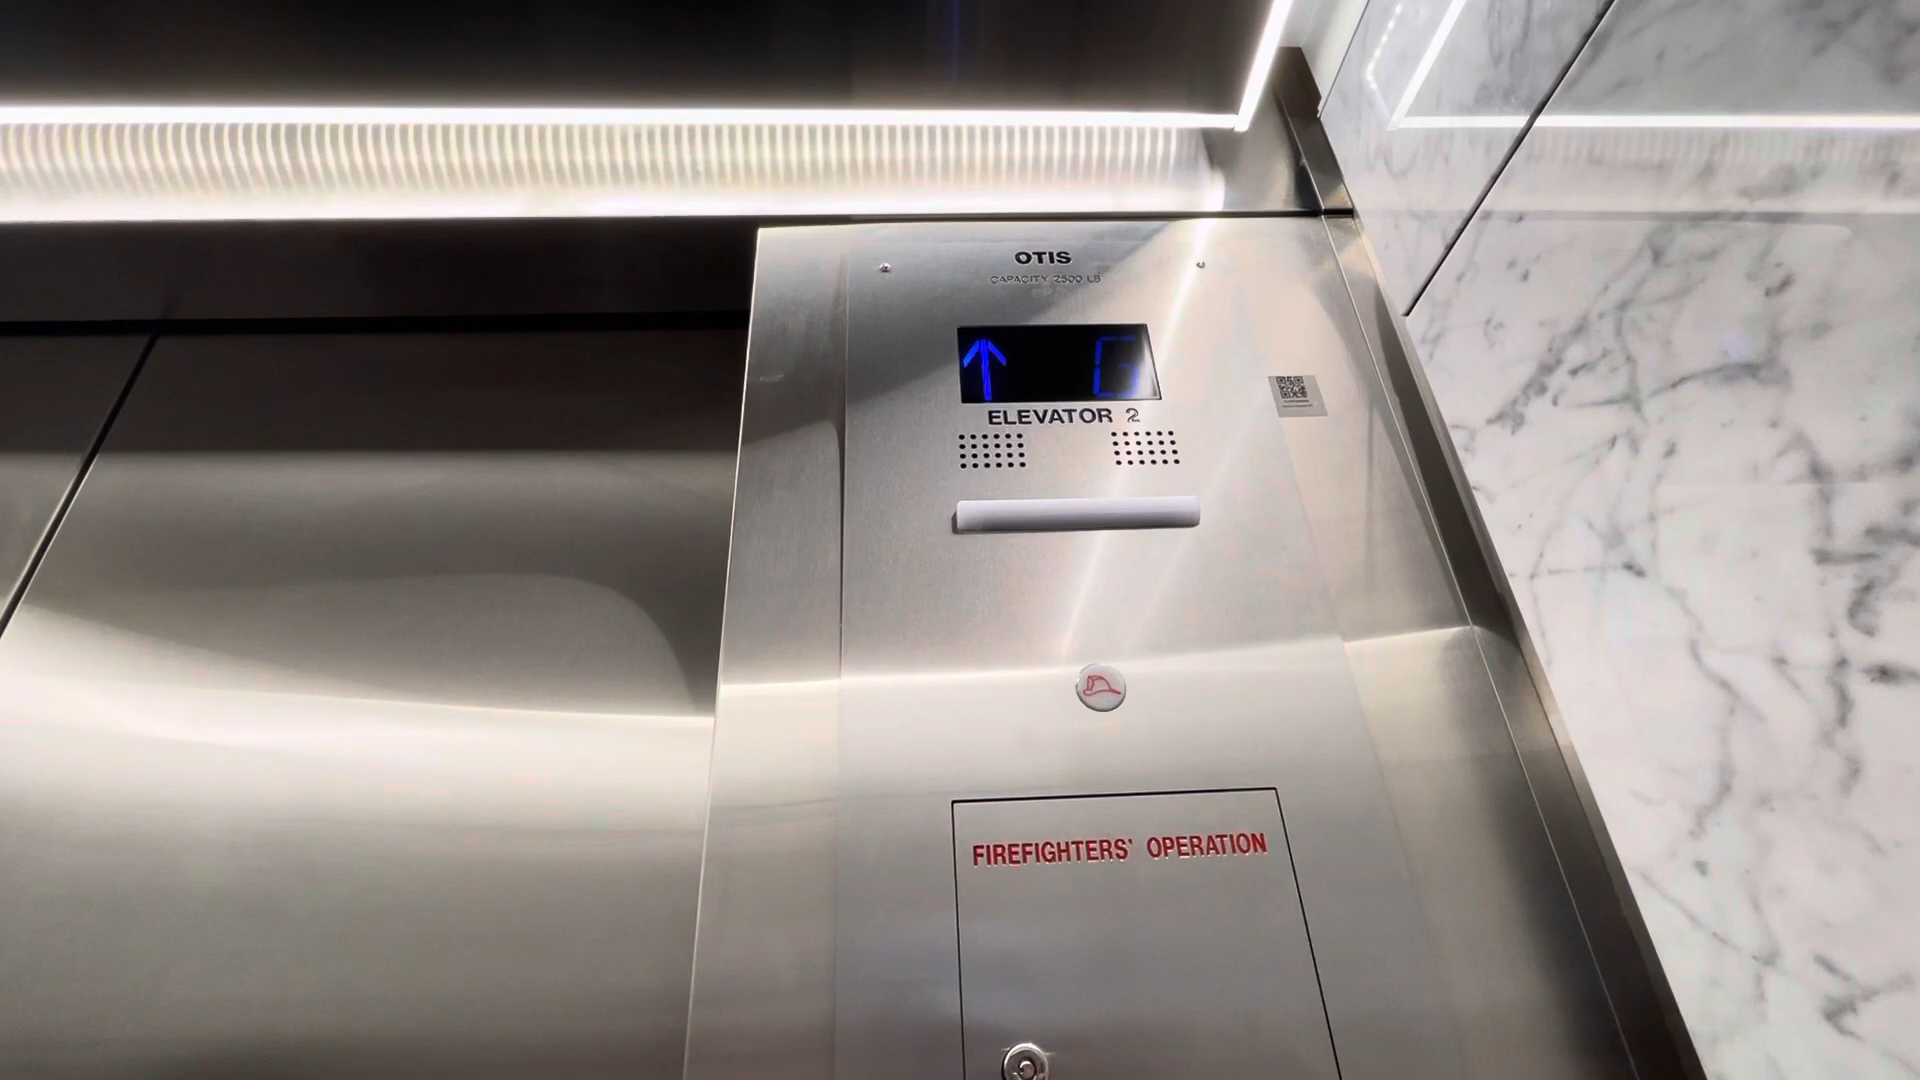 OTIS
CAPACITY 2500 LB
G
ELEVATOR 2
FIREFIGHTERS' OPERATION